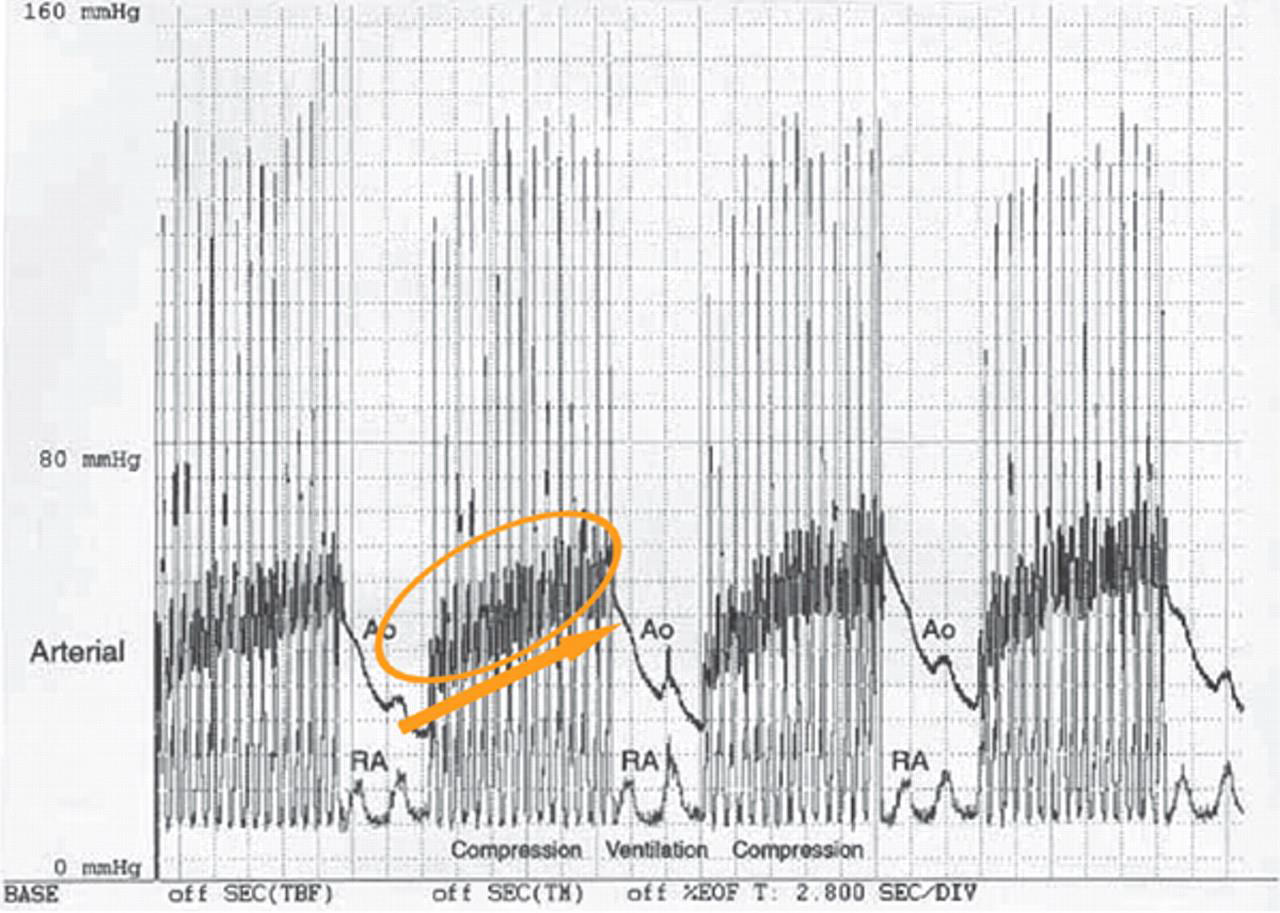 160 mmHg
80 mmHg
Ao
Ao
Ao
Arterial
RA
RA
RA
Compression Ventilation Compression
0 mmHg
BASE off SEC(TBF) off SEC(TM) off %EOF T: 2.800 SEC/DIV